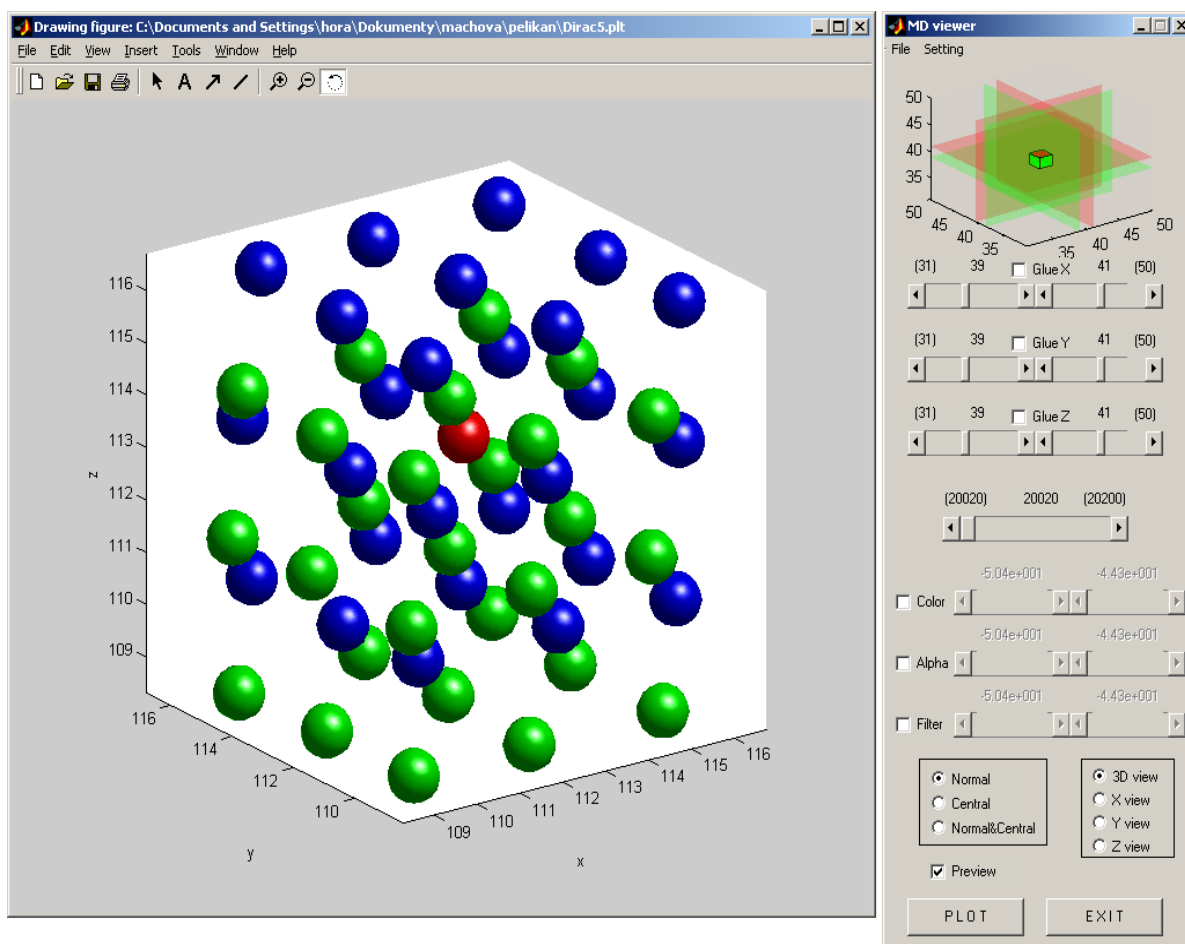 Drawing figure: C:\Documents and Settings\hora\Dokumenty\machova\pelikan\Dirac5.plt
File Edit View Insert Tools Window Help
A
116
115
114
113
112
111
110
109
z
116
114
112
110
y
109
110
111
112
113
114
115
116
x
MD viewer
File Setting
50
45
40
35
50
45
40
35
35
40
45
50
(31) 39 Glue X 41 (50)
(31) 39 Glue Y 41 (50)
(31) 39 Glue Z 41 (50)
(20020) 20020 (20200)
-5.04e+001 -4.43e+001
Color
-5.04e+001 -4.43e+001
Alpha
-5.04e+001 -4.43e+001
Filter
Normal
Central
Normal&Central
3D view
X view
Y view
Z view
Preview
PLOT
EXIT